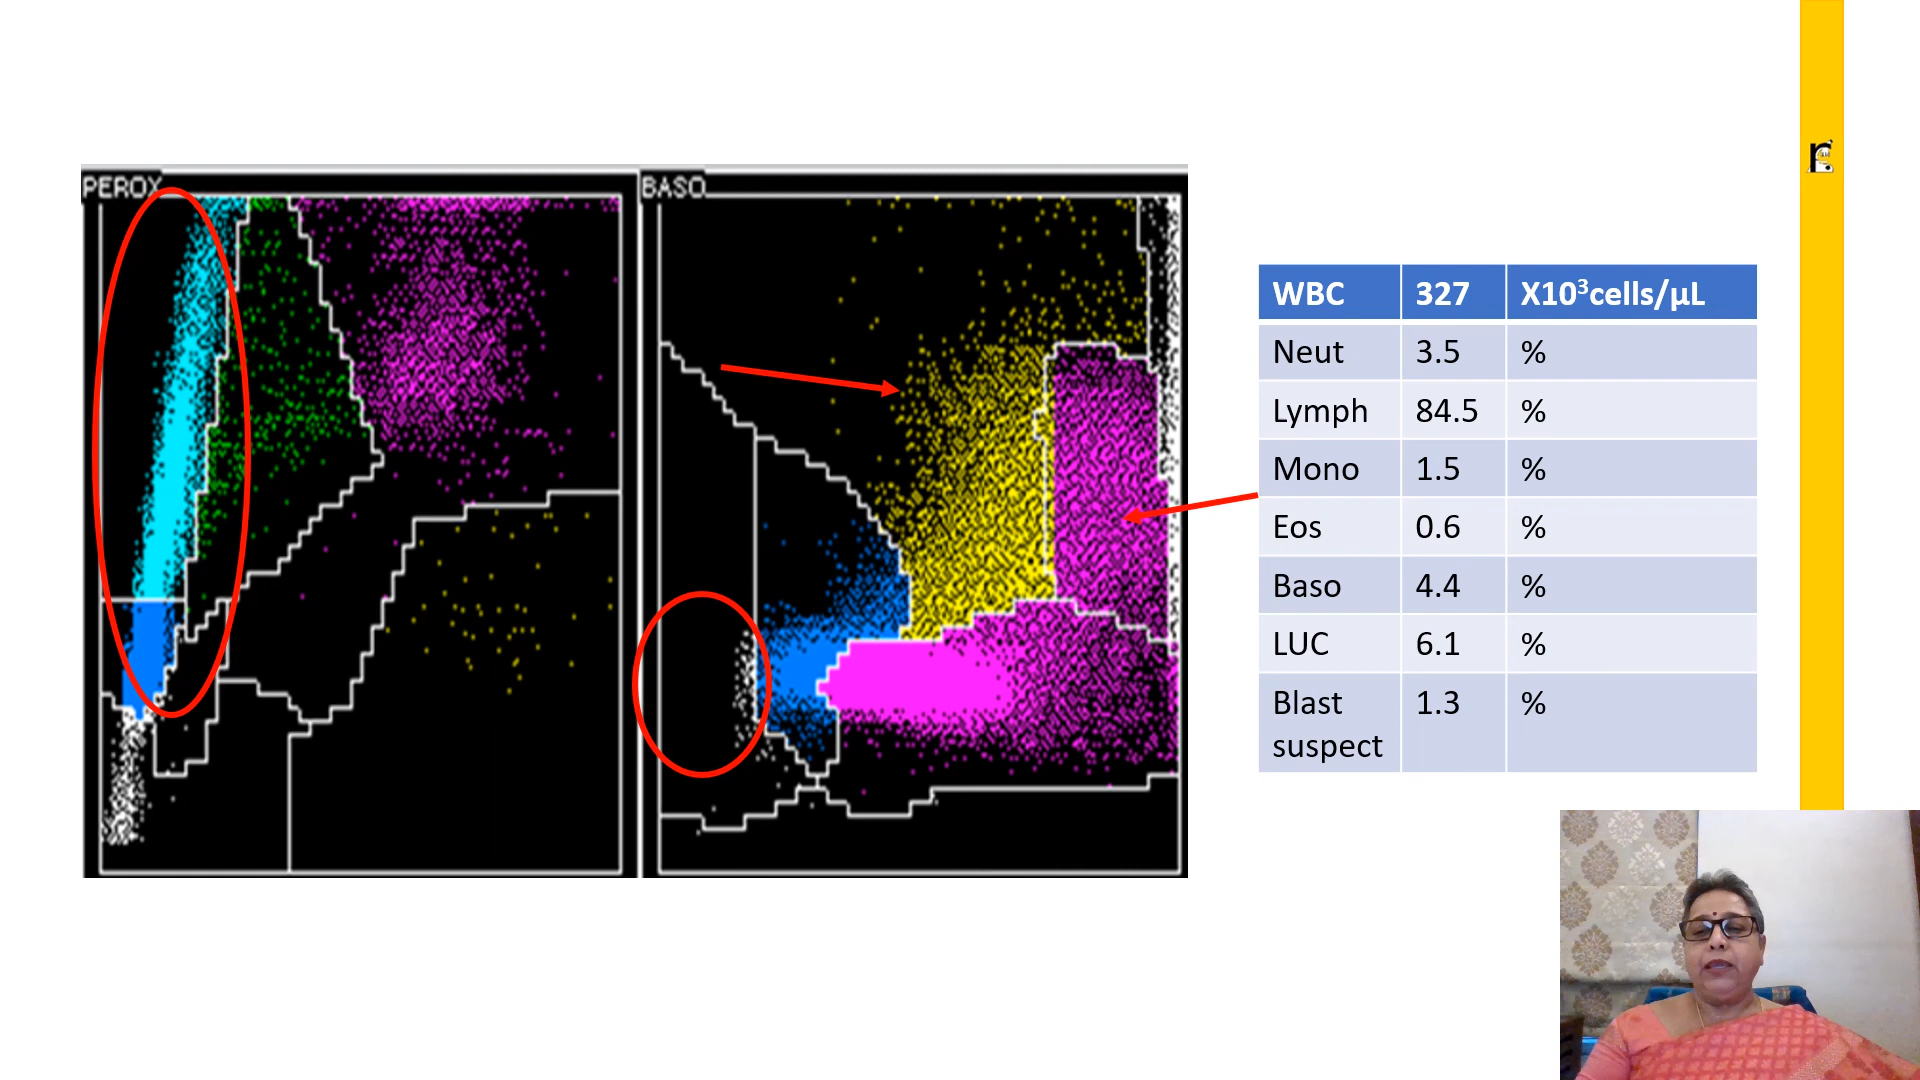 PEROX
BASO
WBC 327 X10³cells/µL
Neut 3.5 %
Lymph 84.5 %
Mono 1.5 %
Eos 0.6 %
Baso 4.4 %
LUC 6.1 %
Blast suspect 1.3 %